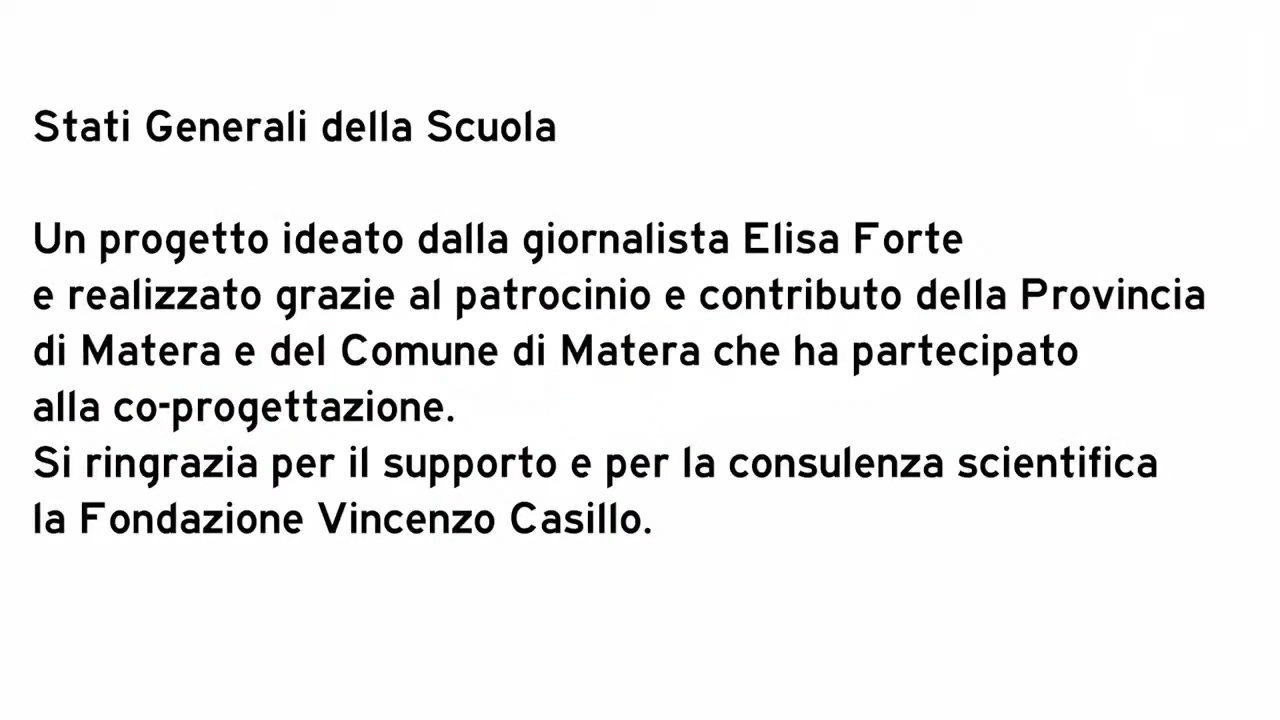 Stati Generali della Scuola
Un progetto ideato dalla giornalista Elisa Forte
e realizzato grazie al patrocinio e contributo della Provincia
di Matera e del Comune di Matera che ha partecipato
alla co-progettazione.
Si ringrazia per il supporto e per la consulenza scientifica
la Fondazione Vincenzo Casillo.